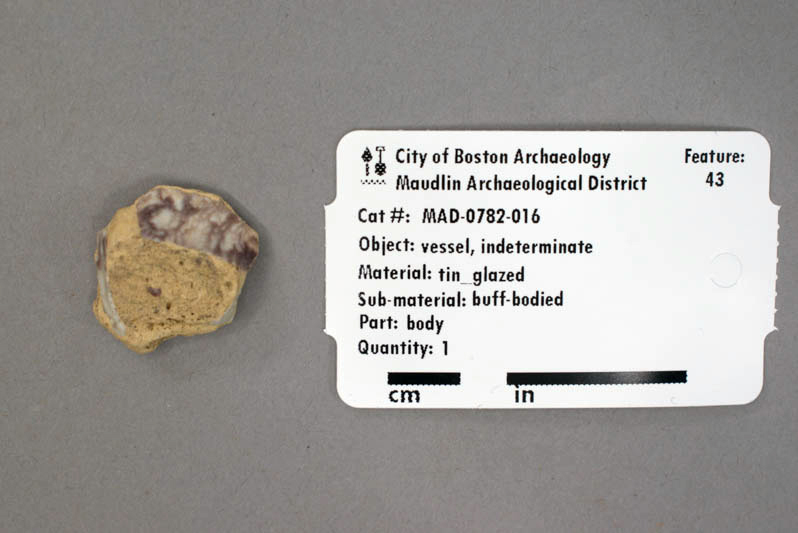 City of Boston Archaeology
Maudlin Archaeological District
Feature:
43
Cat #: MAD-0782-016
Object: vessel, indeterminate
Material: tin_glazed
Sub-material: buff-bodied
Part: body
Quantity: 1
cm in